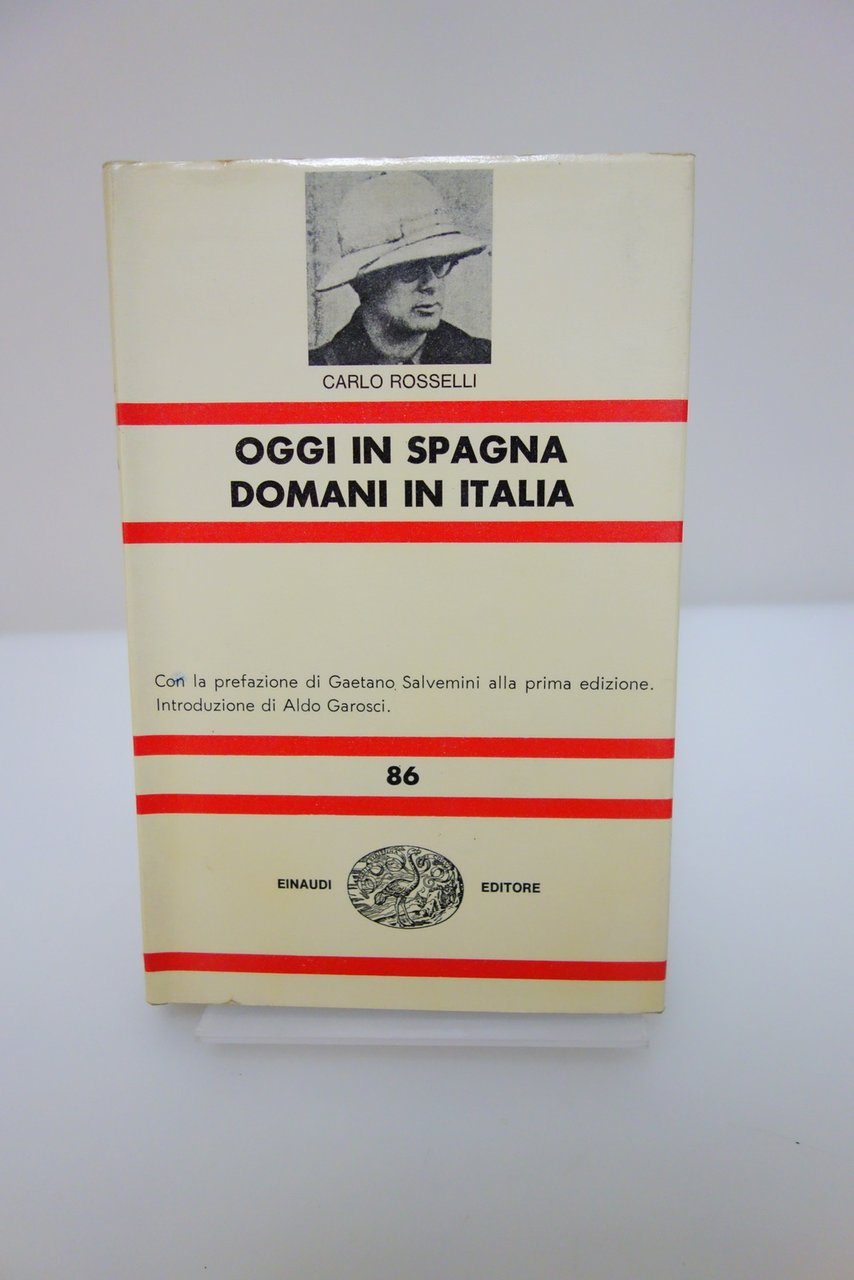 CARLO ROSSELLI
OGGI IN SPAGNA
DOMANI IN ITALIA
Con la prefazione di Gaetano Salvemini alla prima edizione.
Introduzione di Aldo Garosci.
86
EINAUDI EDITORE